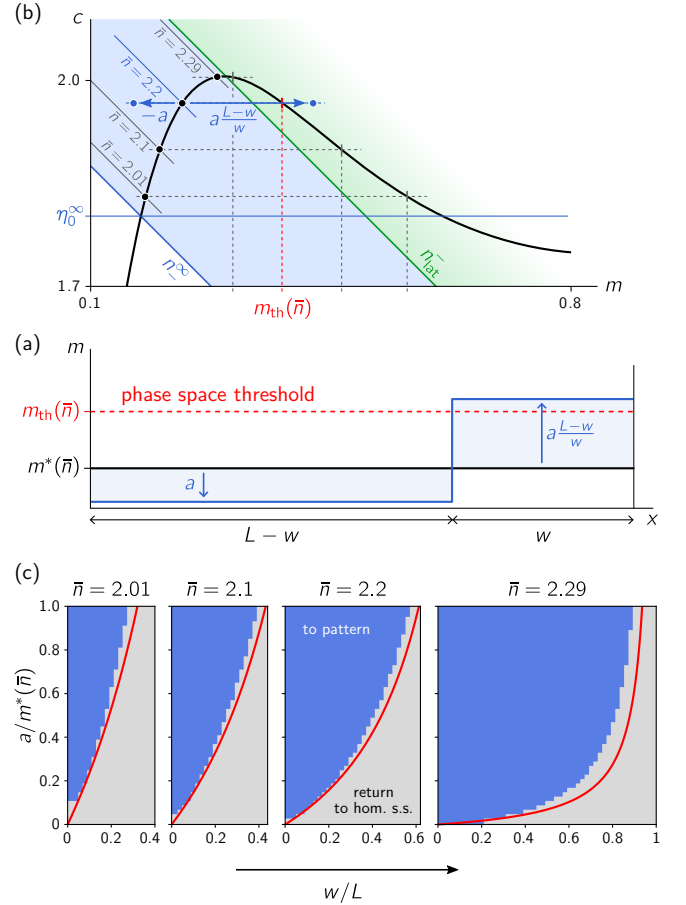 (b)
c
2.0
η₀^∞
1.7
n̄ = 2.29
n̄ = 2.2
n̄ = 2.1
n̄ = 2.01
−a
a (L−w)/w
n₋^∞
n⁻_lat
0.1
m_th(n̄)
0.8
m
(a)
m
phase space threshold
m_th(n̄)
m*(n̄)
a
a (L−w)/w
x
L − w
w
(c)
n̄ = 2.01
n̄ = 2.1
n̄ = 2.2
n̄ = 2.29
a/m*(n̄)
1.0
0.8
0.6
0.4
0.2
0
to pattern
return
to hom. s.s.
0 0.2 0.4
0 0.2 0.4
0 0.2 0.4 0.6
0 0.2 0.4 0.6 0.8 1
w/L